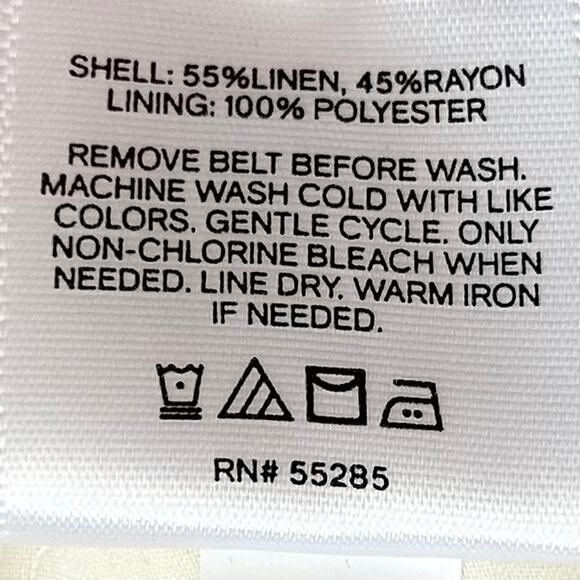 SHELL: 55%LINEN, 45%RAYON
LINING: 100% POLYESTER
REMOVE BELT BEFORE WASH.
MACHINE WASH COLD WITH LIKE
COLORS. GENTLE CYCLE. ONLY
NON-CHLORINE BLEACH WHEN
NEEDED. LINE DRY. WARM IRON
IF NEEDED.
RN# 55285